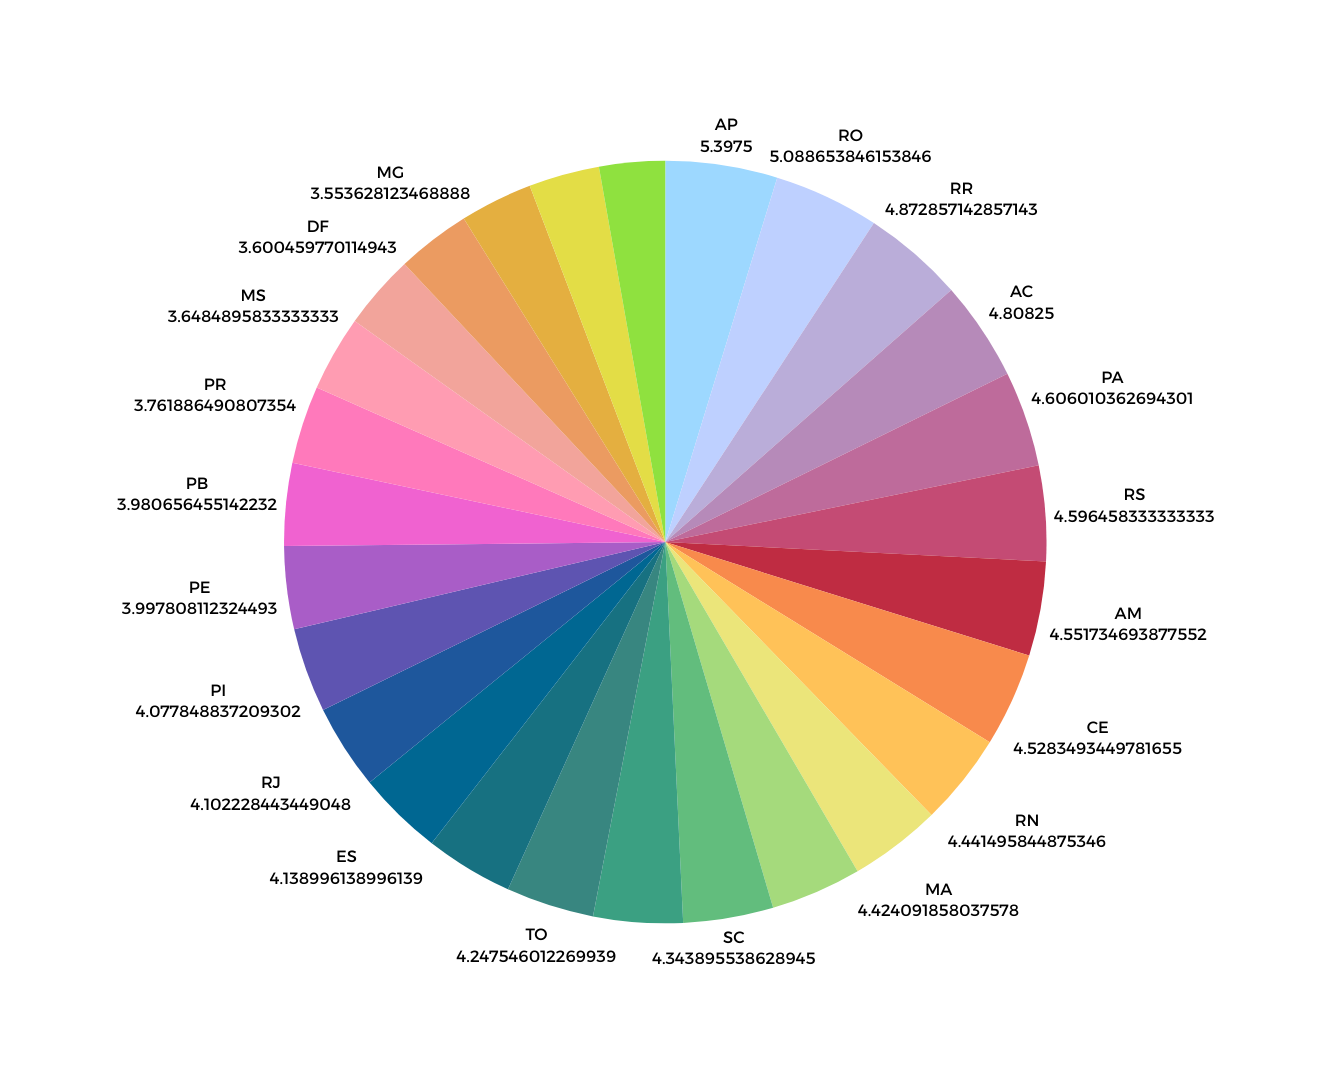 AP
5.3975
RO
5.088653846153846
RR
4.872857142857143
AC
4.80825
PA
4.606010362694301
RS
4.596458333333333
AM
4.551734693877552
CE
4.5283493449781655
RN
4.441495844875346
MA
4.424091858037578
SC
4.343895538628945
TO
4.247546012269939
ES
4.138996138996139
RJ
4.102228443449048
PI
4.077848837209302
PE
3.997808112324493
PB
3.980656455142232
PR
3.761886490807354
MS
3.6484895833333333
DF
3.600459770114943
MG
3.553628123468888